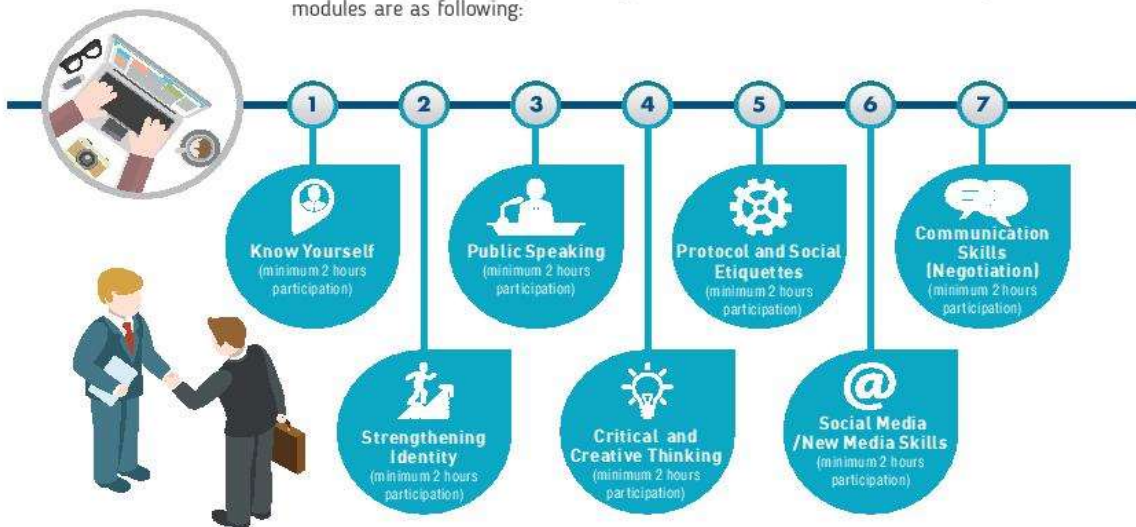 modules are as following:
1
2
3
4
5
6
7
Know Yourself
(minimum 2 hours
participation)
Strengthening
Identity
(minimum 2 hours
participation)
Public Speaking
(minimum 2 hours
participation)
Critical and
Creative Thinking
(minimum 2 hours
participation)
Protocol and Social
Etiquettes
(minimum 2 hours
participation)
@
Social Media
/New Media Skills
(minimum 2 hours
participation)
Communication
Skills
(Negotiation)
(minimum 2 hours
participation)